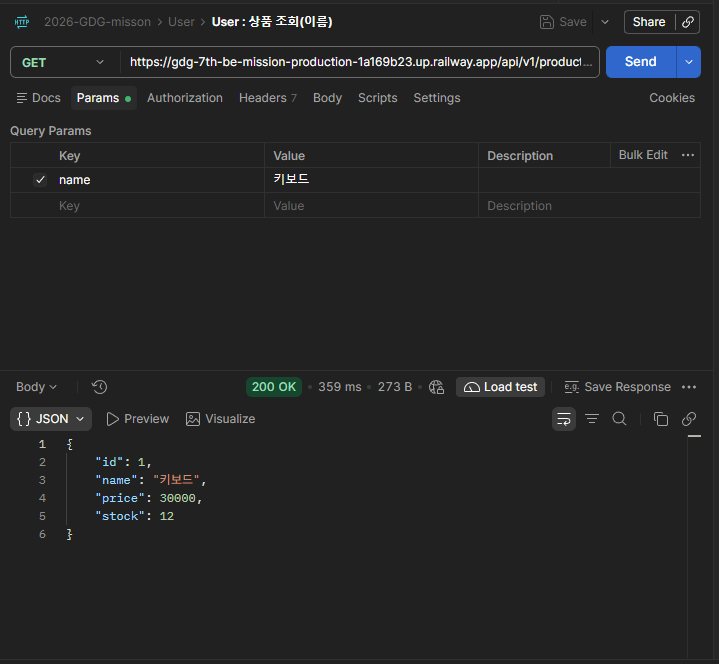 HTTP 2026-GDG-misson > User > User : 상품 조회(이름) Save Share
GET https://gdg-7th-be-mission-production-1a169b23.up.railway.app/api/v1/product... Send
Docs Params Authorization Headers 7 Body Scripts Settings Cookies
Query Params
Key Value Description Bulk Edit ...
name 키보드
Key Value Description
Body 200 OK • 359 ms • 273 B • Load test e.g. Save Response ...
{} JSON Preview Visualize
1 {
2 "id": 1,
3 "name": "키보드",
4 "price": 30000,
5 "stock": 12
6 }